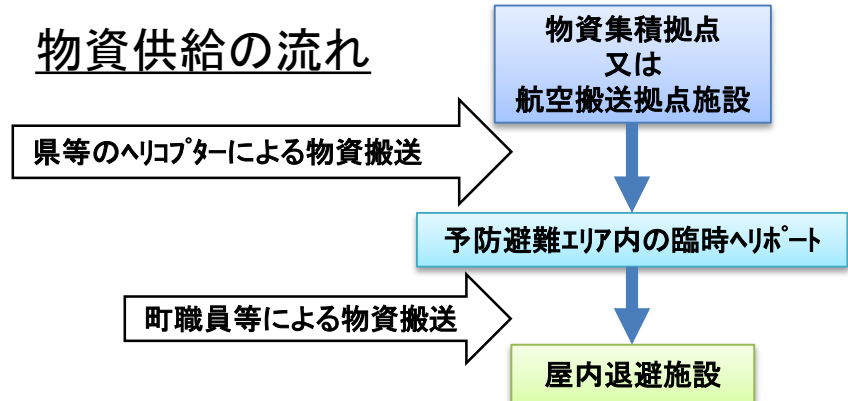 物資供給の流れ
物資集積拠点
又は
航空搬送拠点施設
県等のﾍﾘｺﾌﾟﾀｰによる物資搬送
予防避難ｴﾘｱ内の臨時ﾍﾘﾎﾟｰﾄ
町職員等による物資搬送
屋内退避施設